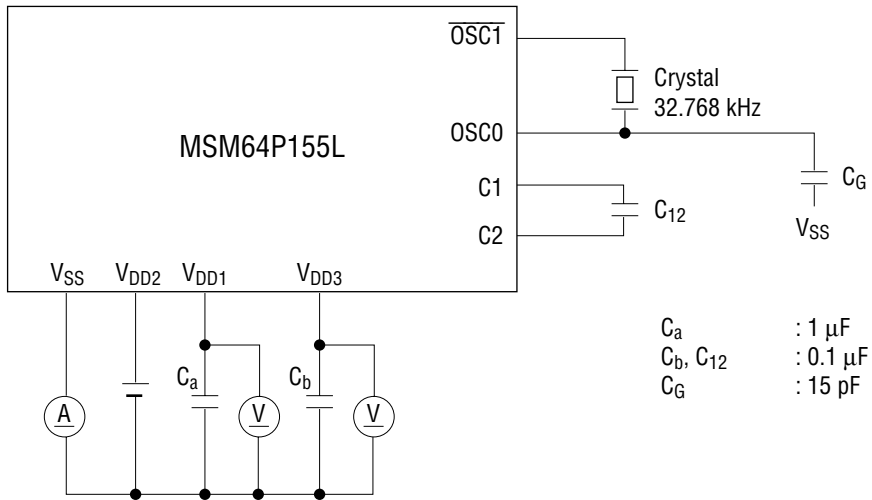 OSC1
Crystal
32.768 kHz
MSM64P155L
OSC0
C1
CG
C12
C2
VSS
VSS VDD2 VDD1 VDD3
Ca : 1 μF
Ca Cb
Cb, C12 : 0.1 μF
CG : 15 pF
A V V